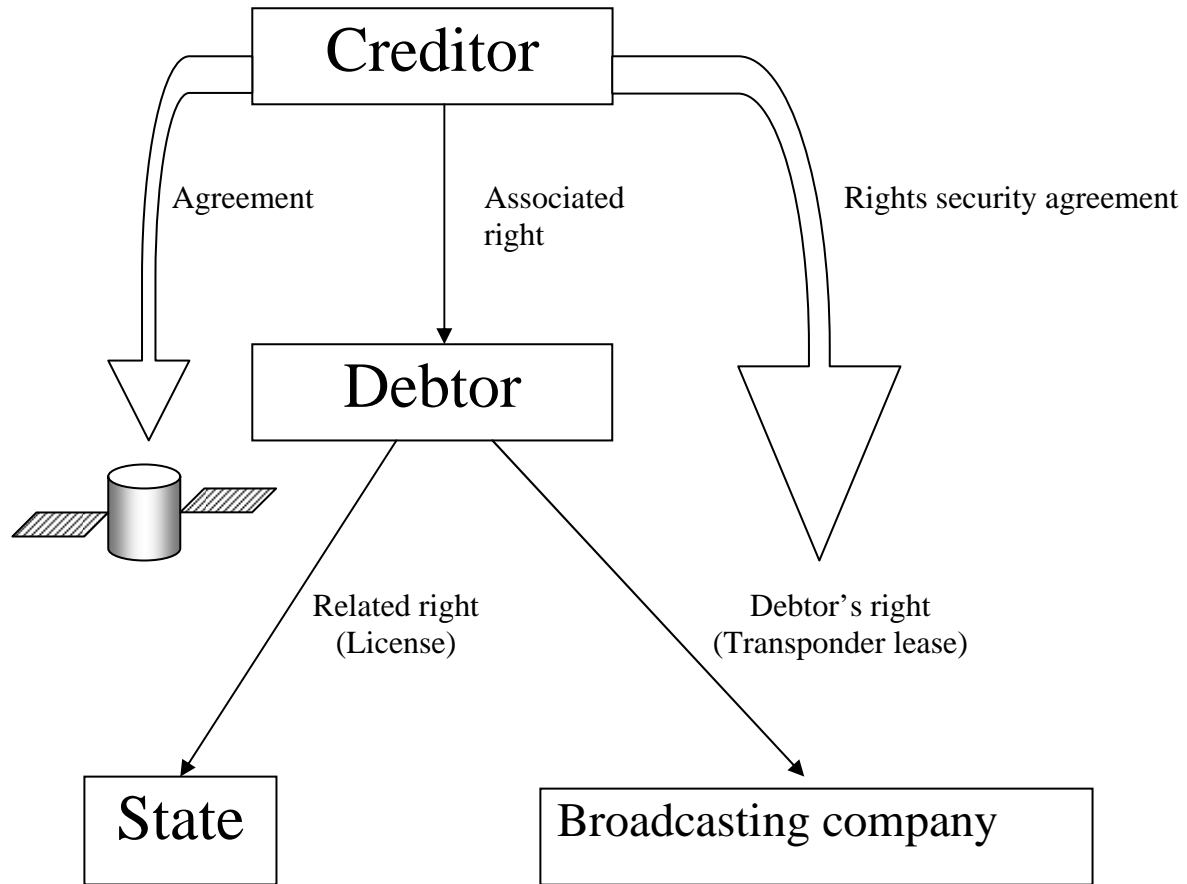 Creditor
Agreement
Associated
right
Rights security agreement
Debtor
Related right
(License)
Debtor’s right
(Transponder lease)
State
Broadcasting company